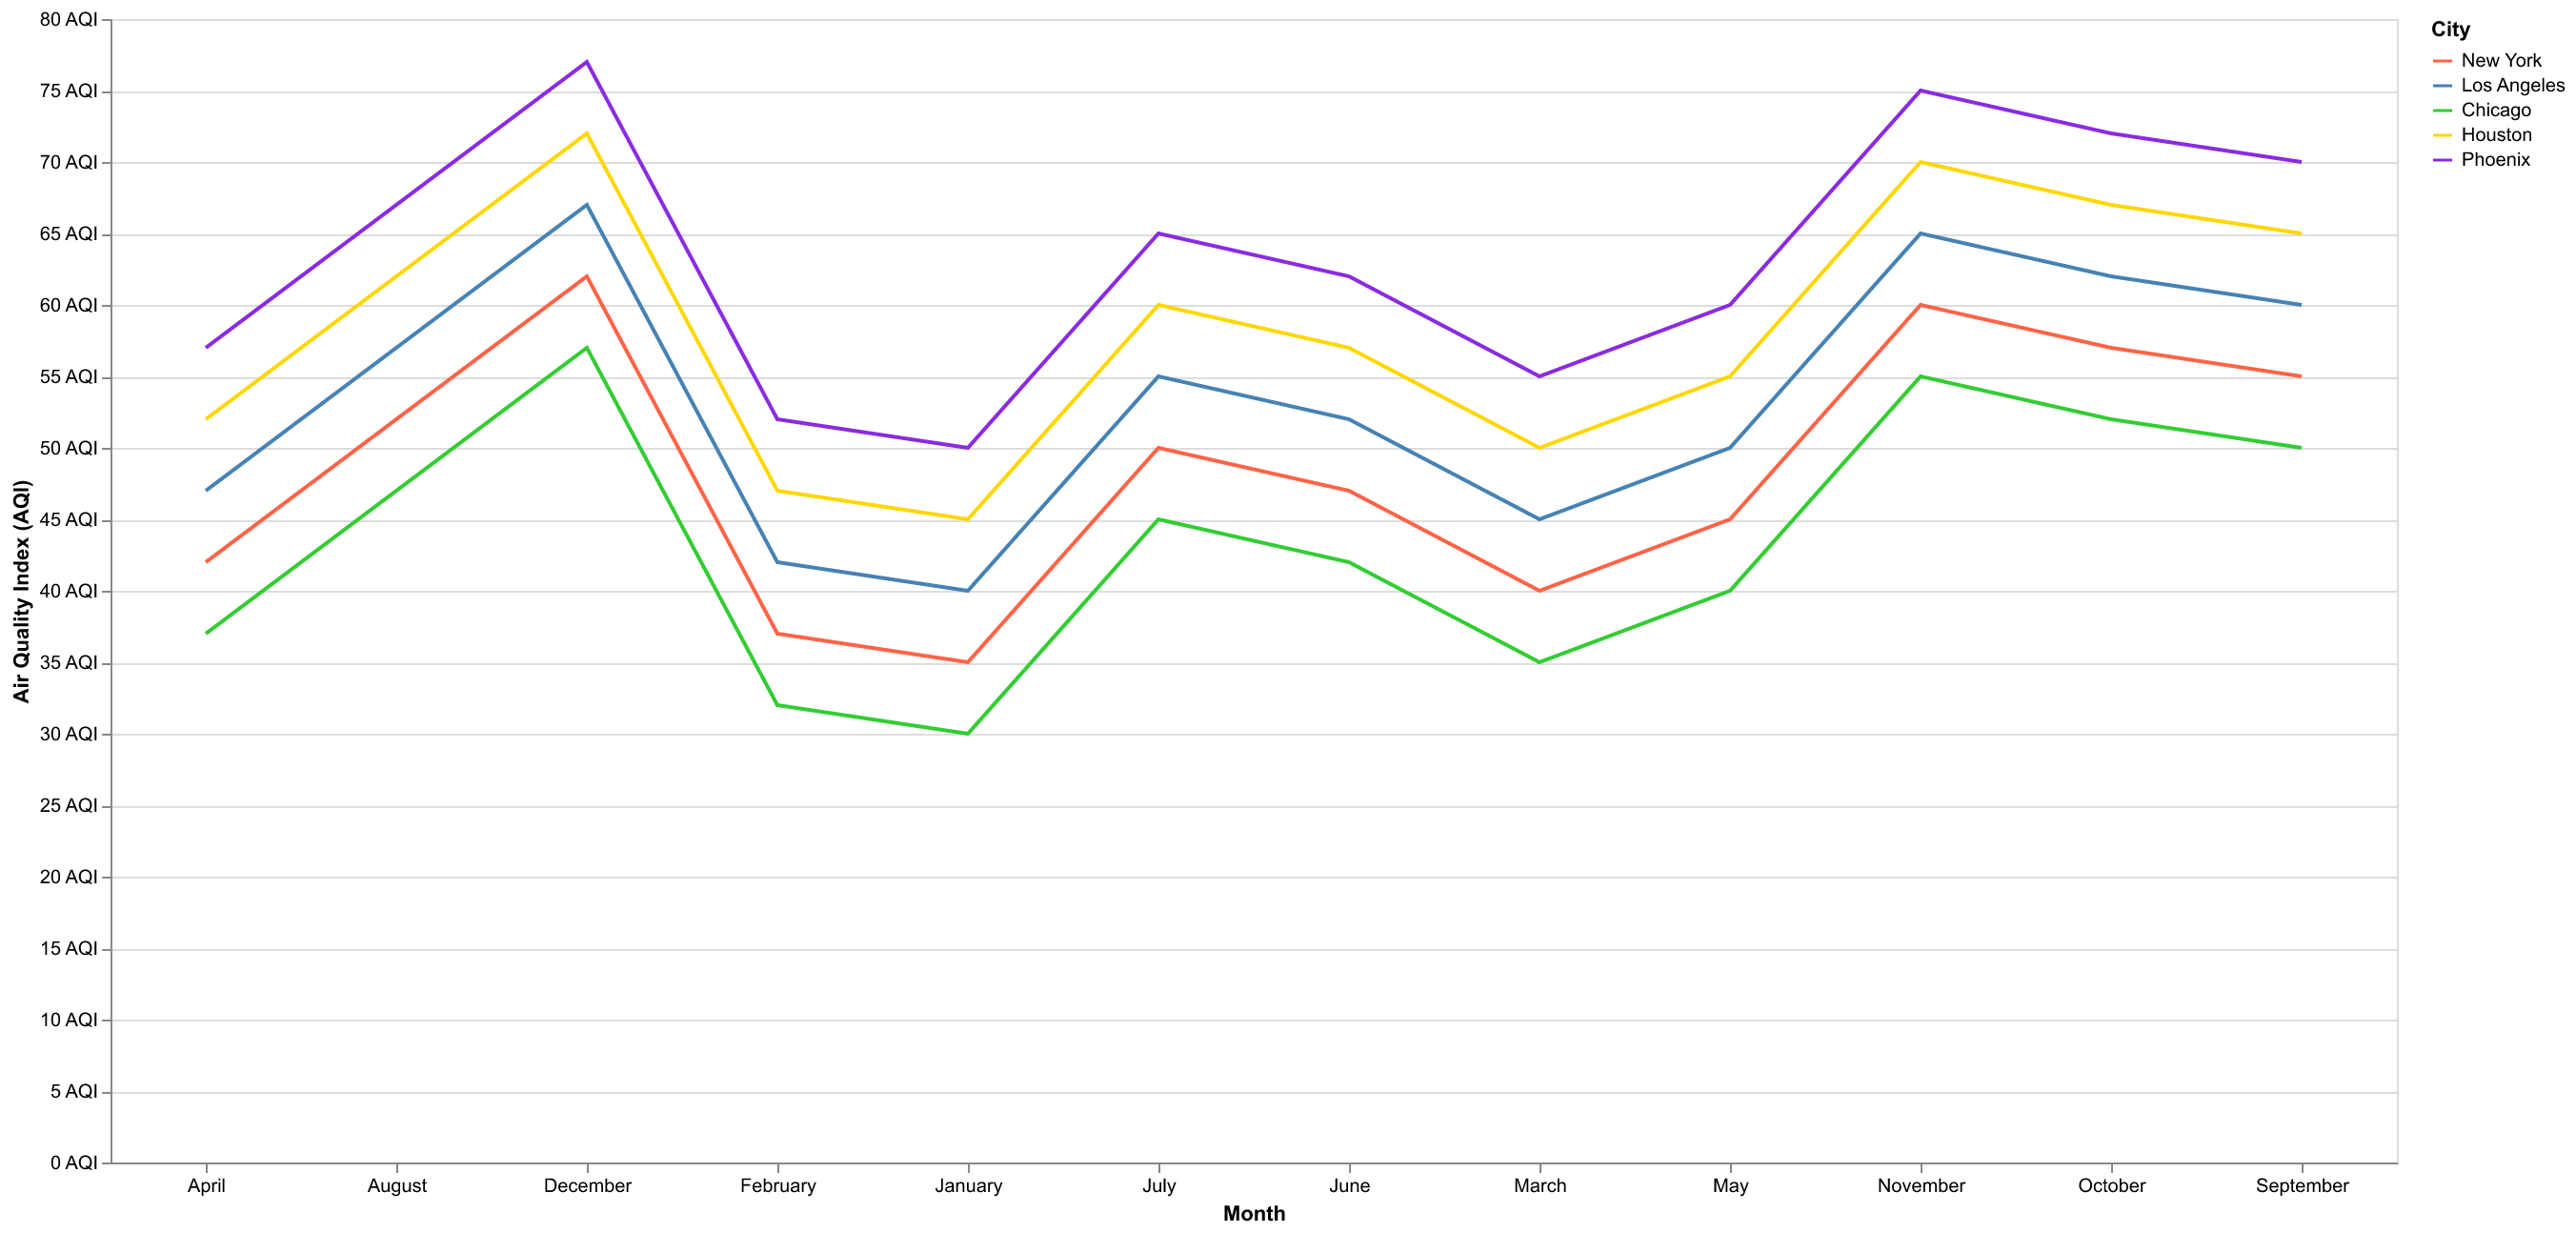 80 AQI
75 AQI
70 AQI
65 AQI
60 AQI
55 AQI
50 AQI
45 AQI
40 AQI
35 AQI
30 AQI
25 AQI
20 AQI
15 AQI
10 AQI
5 AQI
0 AQI
Air Quality Index (AQI)
April August December February January July June March May November October September
Month
City
New York
Los Angeles
Chicago
Houston
Phoenix